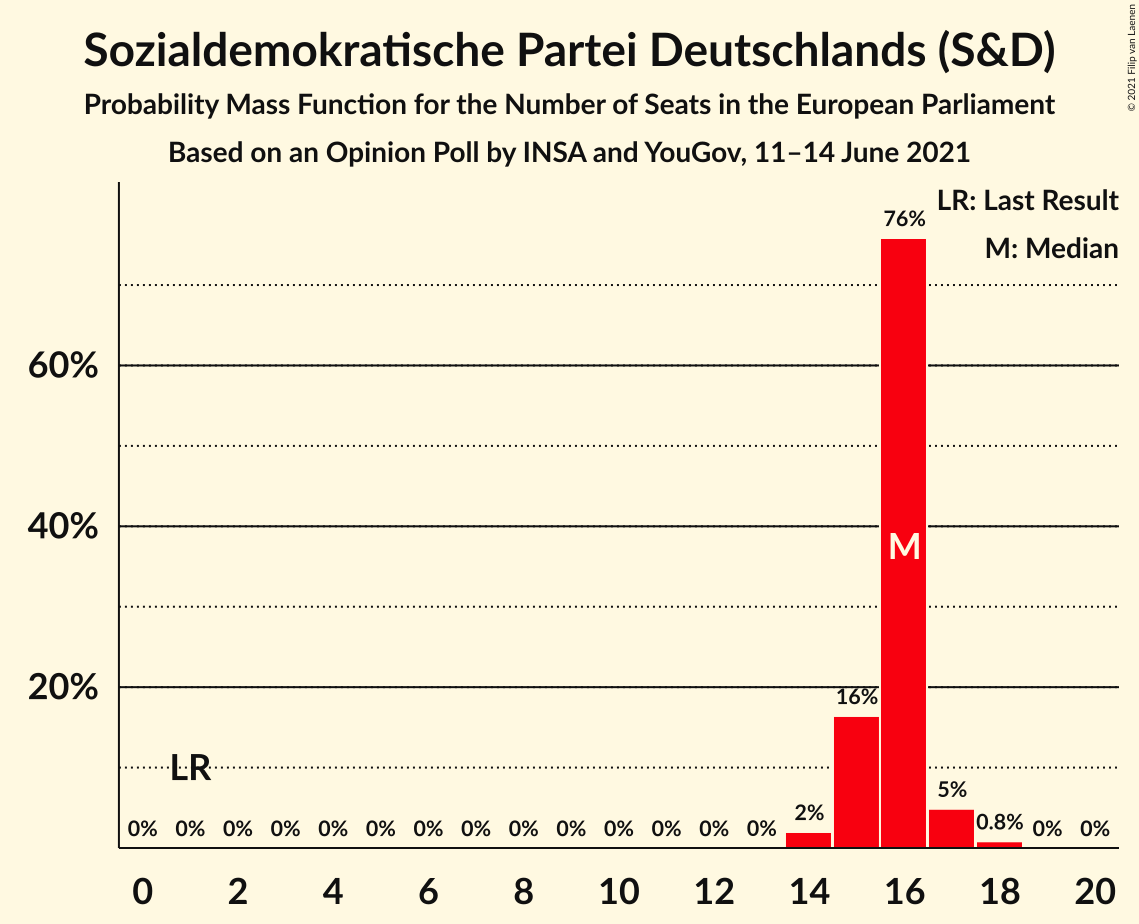 Sozialdemokratische Partei Deutschlands (S&D)
Probability Mass Function for the Number of Seats in the European Parliament
Based on an Opinion Poll by INSA and YouGov, 11–14 June 2021
© 2021 Filip van Laenen
LR: Last Result
M: Median
76%
60%
40%
M
20%
16%
LR
5%
2%
0.8%
0% 0% 0% 0% 0% 0% 0% 0% 0% 0% 0% 0% 0% 0% 0% 0%
0 2 4 6 8 10 12 14 16 18 20